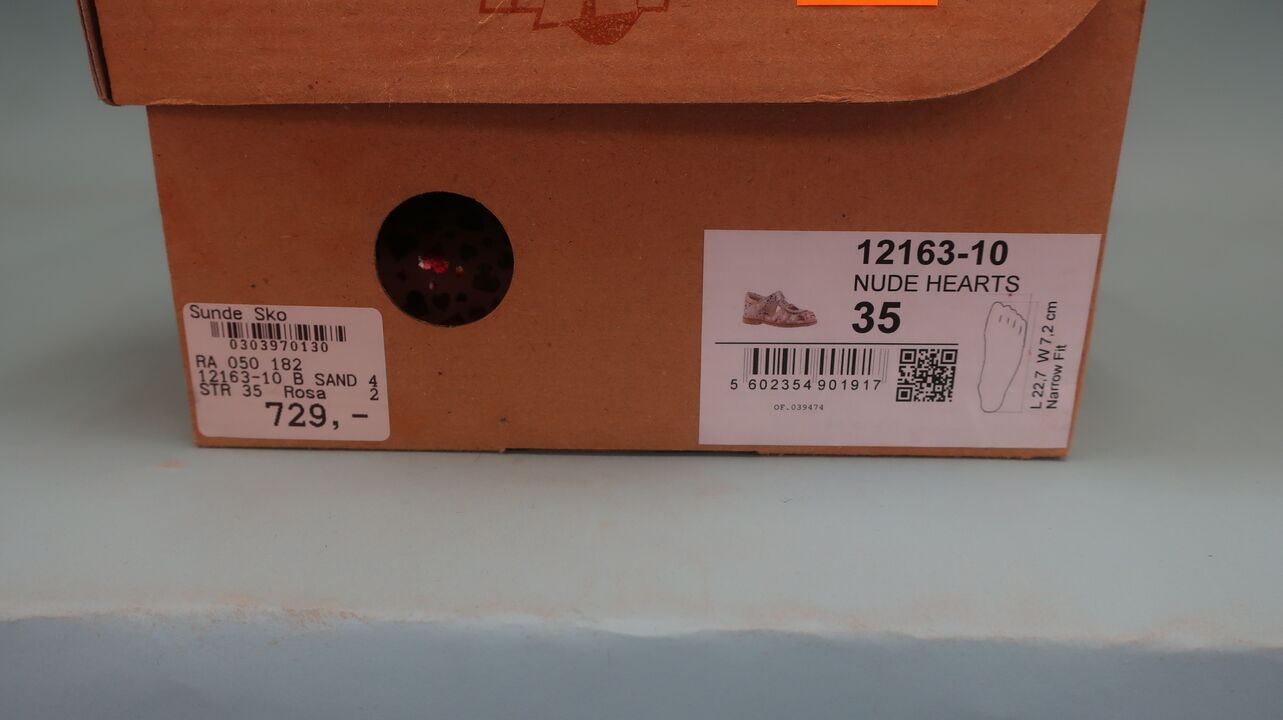 Sunde Sko
0303970130
RA 050 182
12163-10 B SAND 4
STR 35 Rosa 2
729,-
12163-10
NUDE HEARTS
35
5 602354 901917
OF.039474
L 22,7 W 7,2 cm
Narrow Fit